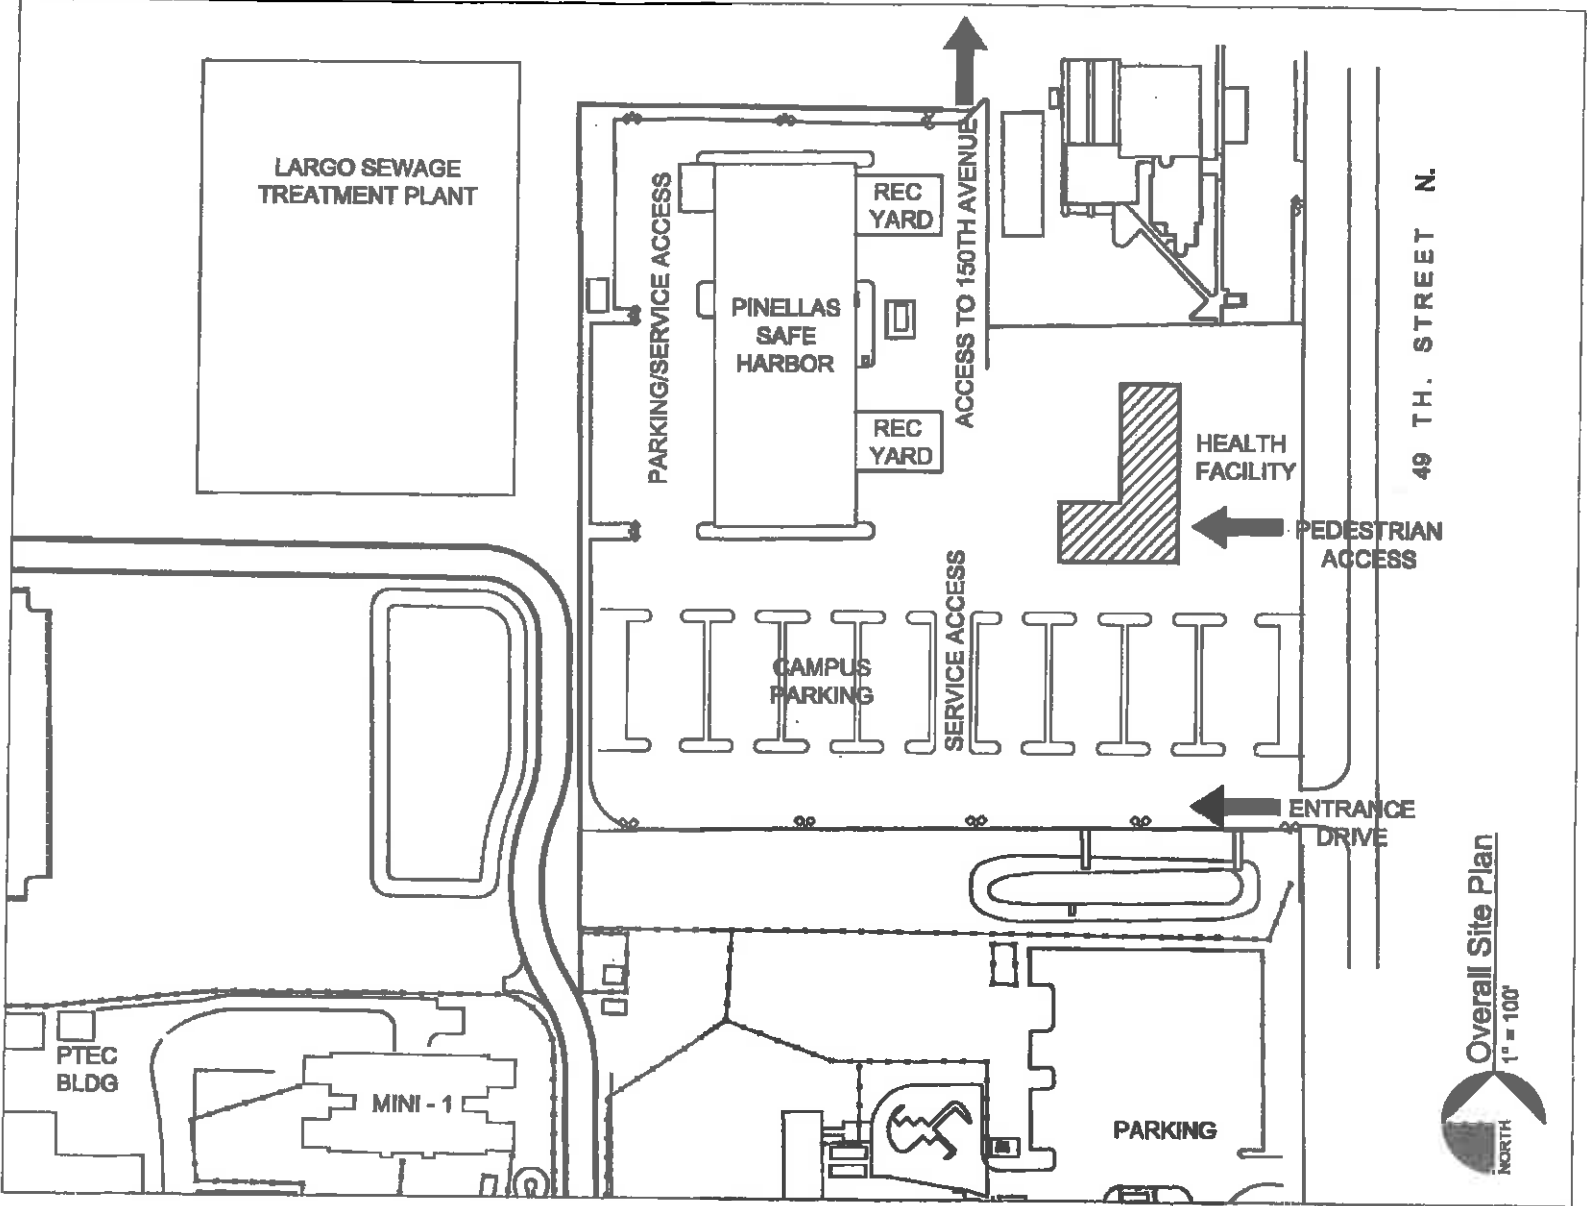 LARGO SEWAGE
TREATMENT PLANT
PARKING/SERVICE ACCESS
PINELLAS
SAFE
HARBOR
REC
YARD
REC
YARD
ACCESS TO 150TH AVENUE
49 TH. STREET N.
HEALTH
FACILITY
PEDESTRIAN
ACCESS
SERVICE ACCESS
CAMPUS
PARKING
ENTRANCE
DRIVE
PTEC
BLDG
MINI - 1
PARKING
Overall Site Plan
1" = 100'
NORTH